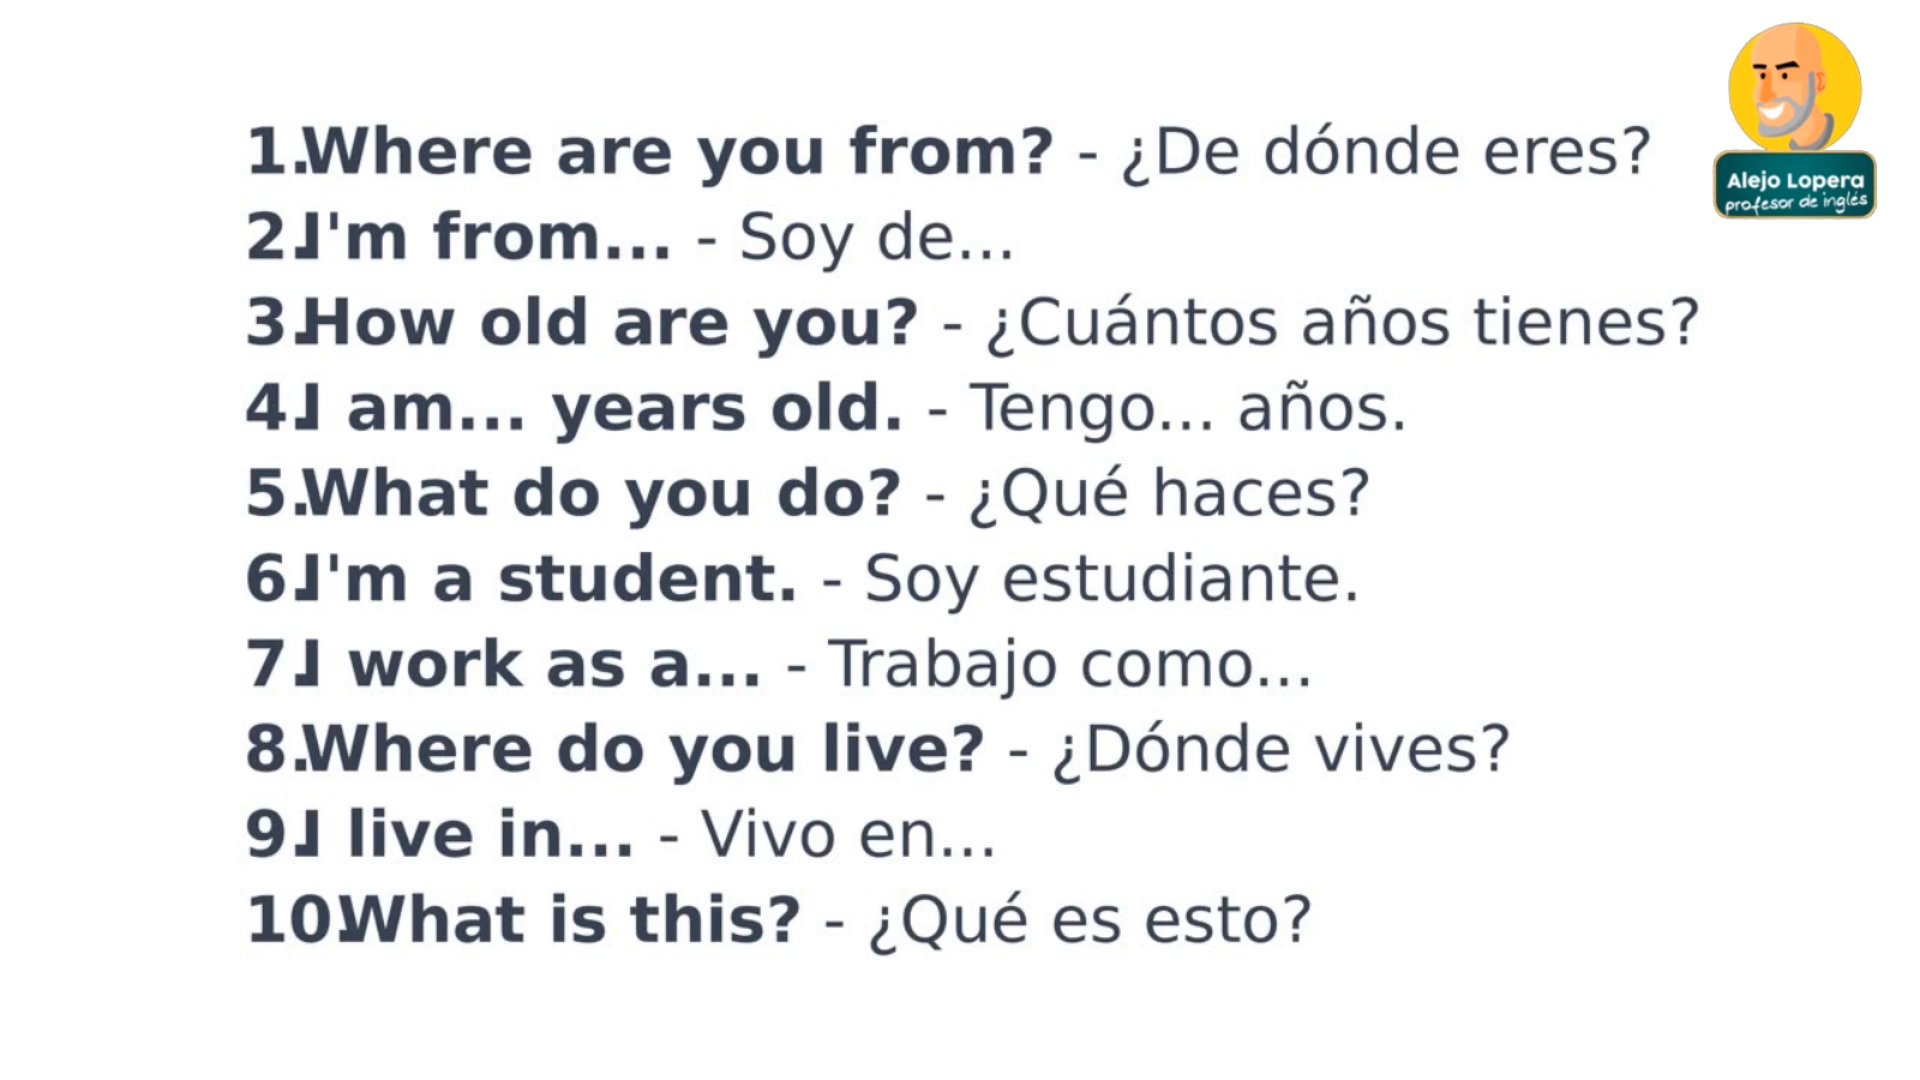 1.Where are you from? - ¿De dónde eres?
2.I'm from... - Soy de...
3.How old are you? - ¿Cuántos años tienes?
4.I am... years old. - Tengo... años.
5.What do you do? - ¿Qué haces?
6.I'm a student. - Soy estudiante.
7.I work as a... - Trabajo como...
8.Where do you live? - ¿Dónde vives?
9.I live in... - Vivo en...
10.What is this? - ¿Qué es esto?
Alejo Lopera
profesor de inglés